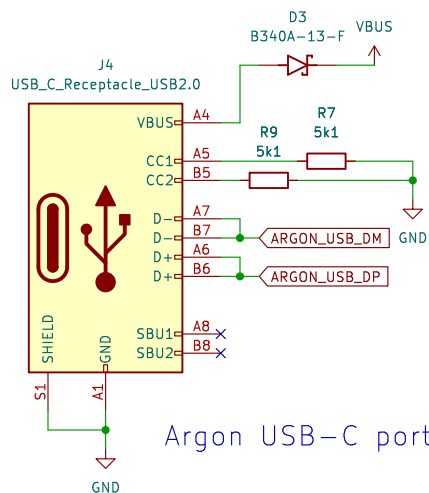 D3
B340A-13-F
VBUS
J4
USB_C_Receptacle_USB2.0
VBUS A4
R7
5k1
CC1 A5
R9
5k1
CC2 B5
D- A7
D- B7
ARGON_USB_DM
GND
D+ A6
D+ B6
ARGON_USB_DP
SBU1 A8
SBU2 B8
SHIELD
GND
S1
A1
Argon USB-C port
GND